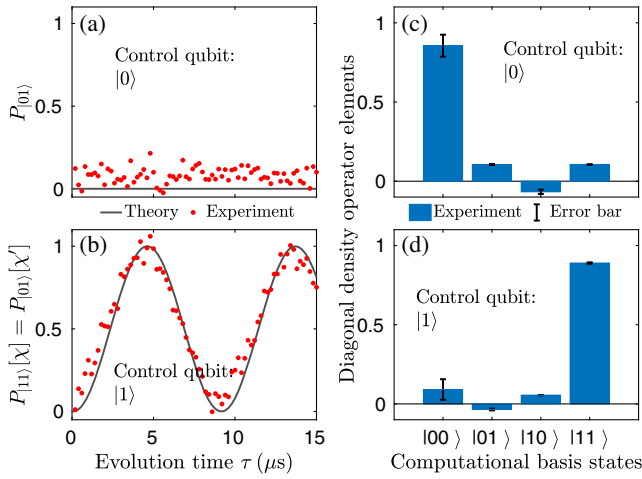 (a)
Control qubit:
|0⟩
P|01⟩
1
0.5
0
Theory
Experiment
(b)
Control qubit:
|1⟩
P|11⟩[χ] = P|01⟩[χ′]
1
0.5
0
0 5 10 15
Evolution time τ (μs)
(c)
Control qubit:
|0⟩
1
0.5
0
Experiment
Error bar
(d)
Control qubit:
|1⟩
1
0.5
0
Diagonal density operator elements
|00 ⟩ |01 ⟩ |10 ⟩ |11 ⟩
Computational basis states